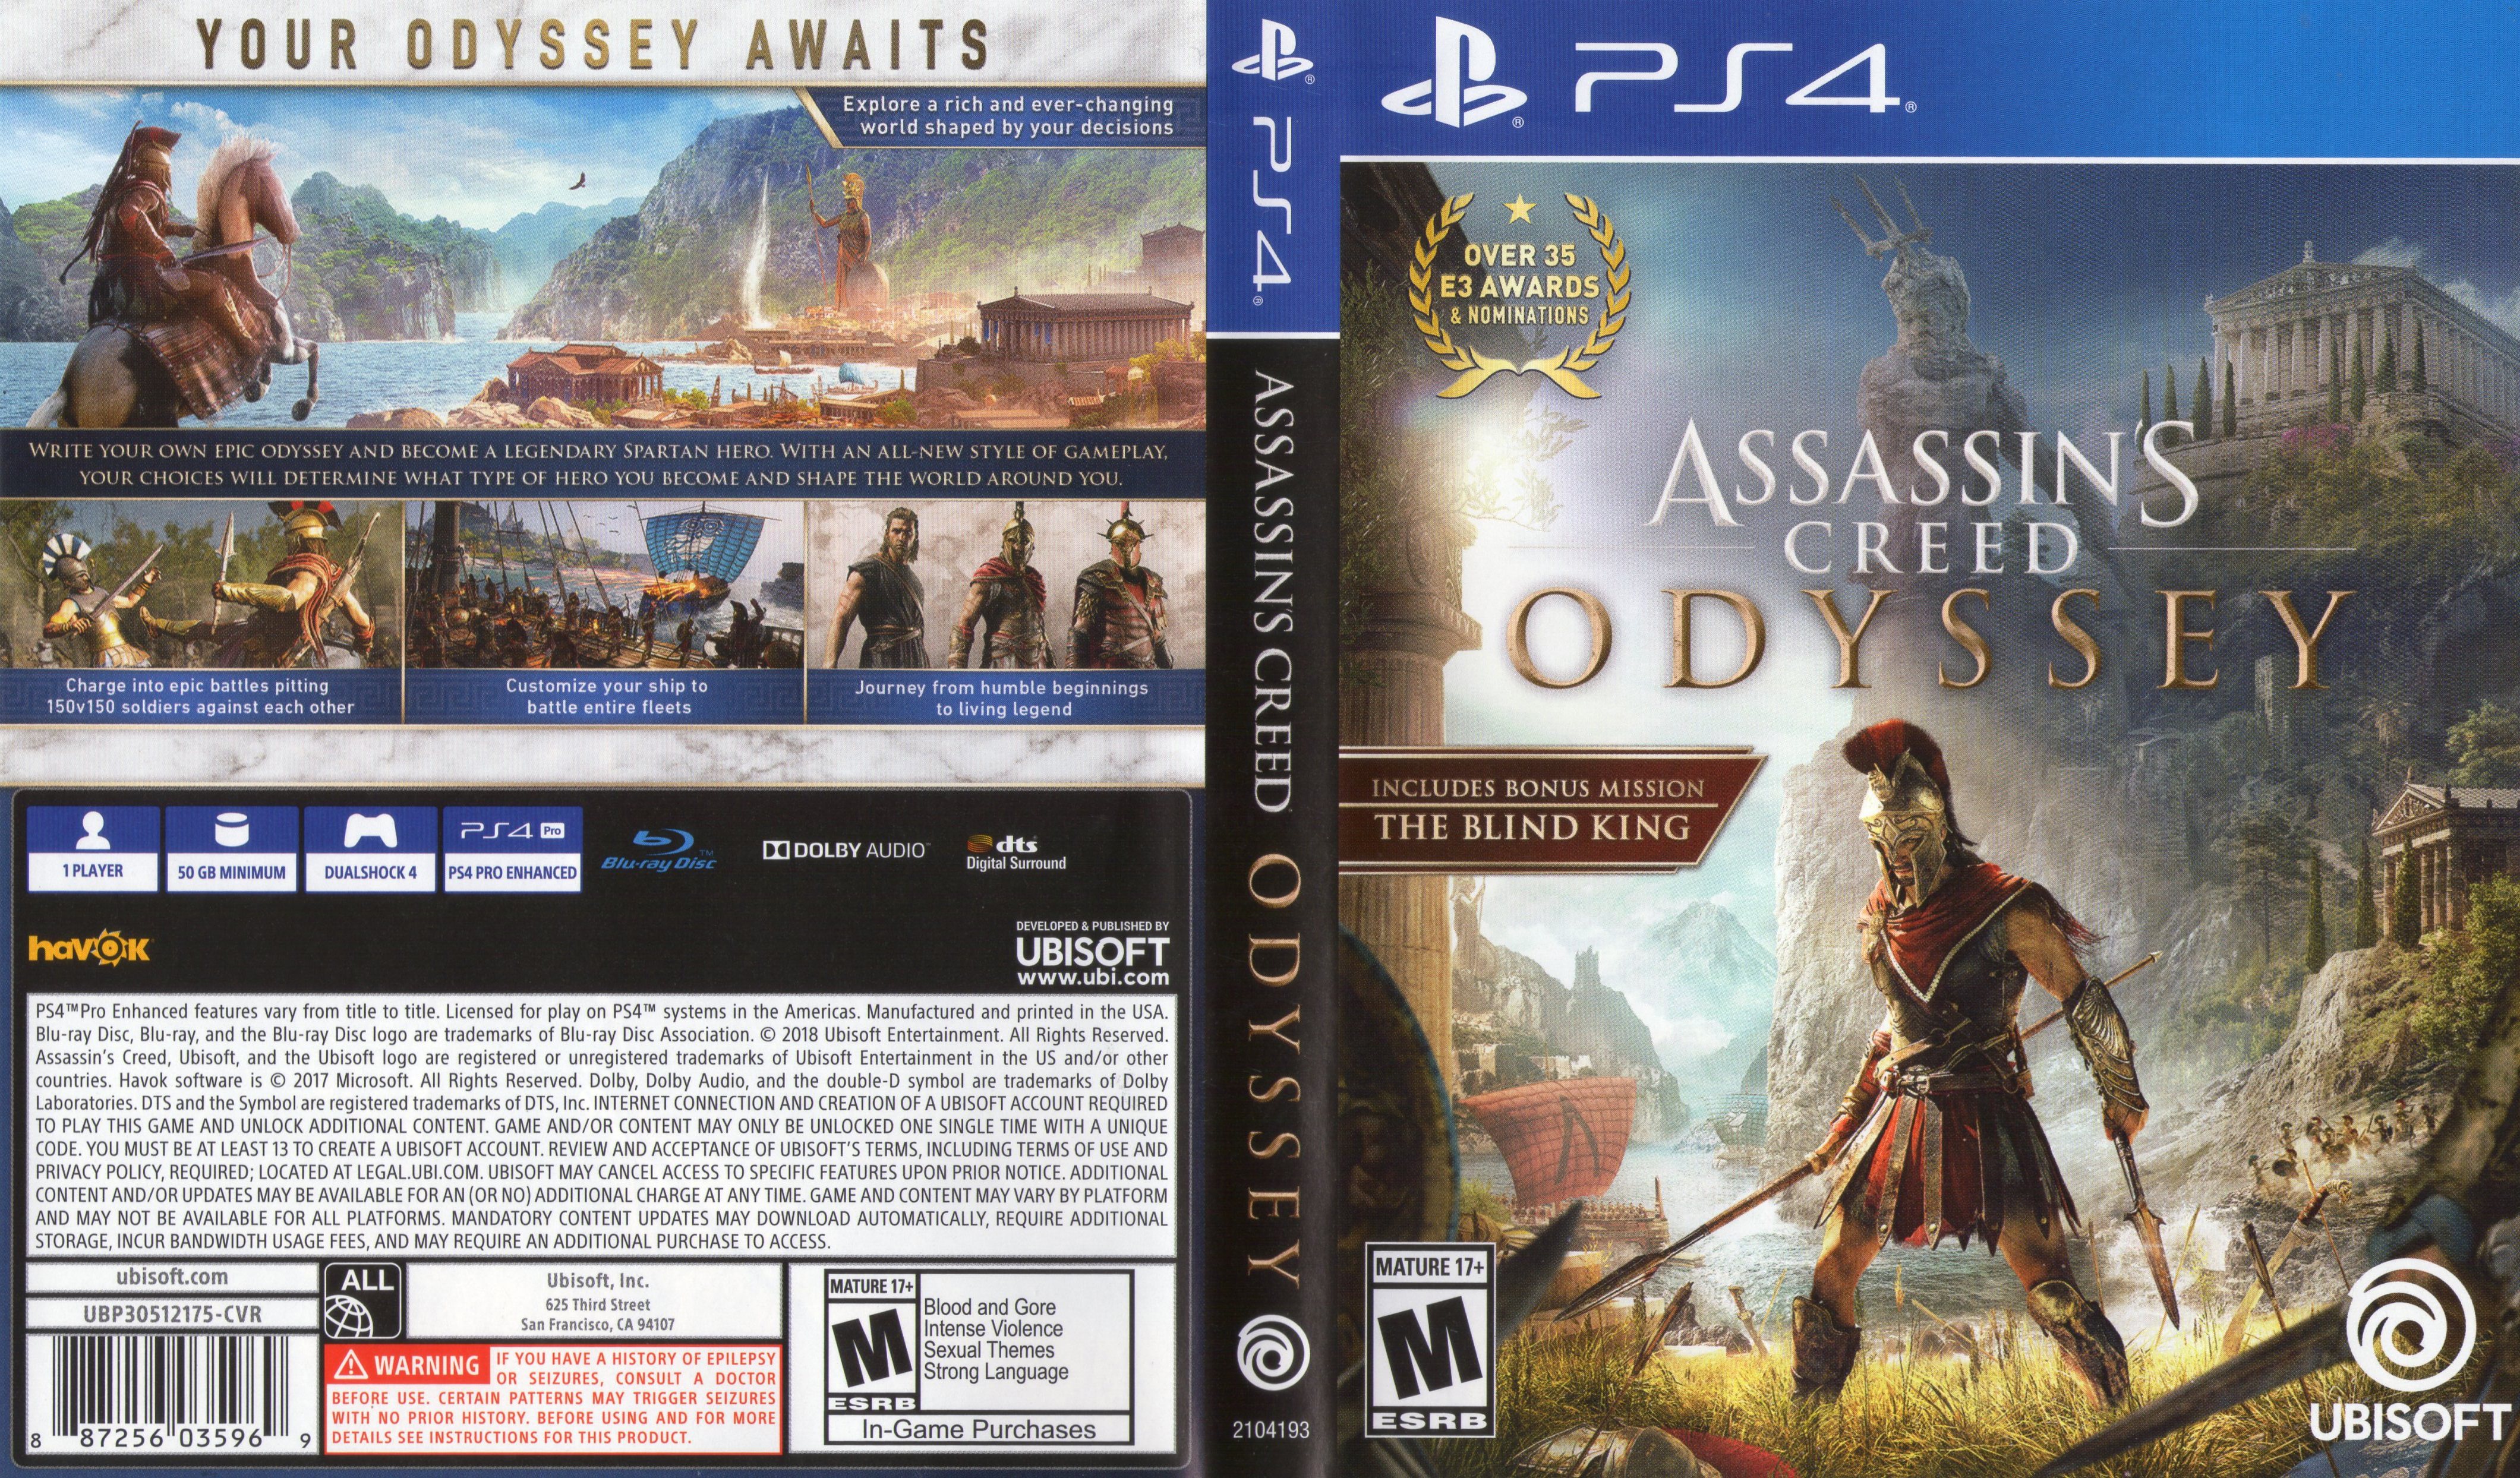 YOUR ODYSSEY AWAITS
Explore a rich and ever-changing
world shaped by your decisions
WRITE YOUR OWN EPIC ODYSSEY AND BECOME A LEGENDARY SPARTAN HERO. WITH AN ALL-NEW STYLE OF GAMEPLAY,
YOUR CHOICES WILL DETERMINE WHAT TYPE OF HERO YOU BECOME AND SHAPE THE WORLD AROUND YOU.
Charge into epic battles pitting
150v150 soldiers against each other
Customize your ship to
battle entire fleets
Journey from humble beginnings
to living legend
1 PLAYER
50 GB MINIMUM
DUALSHOCK 4
PS4 Pro
PS4 PRO ENHANCED
Blu-ray Disc™
DOLBY AUDIO™
dts®
Digital Surround
havok
DEVELOPED & PUBLISHED BY
UBISOFT
www.ubi.com
PS4™Pro Enhanced features vary from title to title. Licensed for play on PS4™ systems in the Americas. Manufactured and printed in the USA.
Blu-ray Disc, Blu-ray, and the Blu-ray Disc logo are trademarks of Blu-ray Disc Association. © 2018 Ubisoft Entertainment. All Rights Reserved.
Assassin's Creed, Ubisoft, and the Ubisoft logo are registered or unregistered trademarks of Ubisoft Entertainment in the US and/or other
countries. Havok software is © 2017 Microsoft. All Rights Reserved. Dolby, Dolby Audio, and the double-D symbol are trademarks of Dolby
Laboratories. DTS and the Symbol are registered trademarks of DTS, Inc. INTERNET CONNECTION AND CREATION OF A UBISOFT ACCOUNT REQUIRED
TO PLAY THIS GAME AND UNLOCK ADDITIONAL CONTENT. GAME AND/OR CONTENT MAY ONLY BE UNLOCKED ONE SINGLE TIME WITH A UNIQUE
CODE. YOU MUST BE AT LEAST 13 TO CREATE A UBISOFT ACCOUNT. REVIEW AND ACCEPTANCE OF UBISOFT'S TERMS, INCLUDING TERMS OF USE AND
PRIVACY POLICY, REQUIRED; LOCATED AT LEGAL.UBI.COM. UBISOFT MAY CANCEL ACCESS TO SPECIFIC FEATURES UPON PRIOR NOTICE. ADDITIONAL
CONTENT AND/OR UPDATES MAY BE AVAILABLE FOR AN (OR NO) ADDITIONAL CHARGE AT ANY TIME. GAME AND CONTENT MAY VARY BY PLATFORM
AND MAY NOT BE AVAILABLE FOR ALL PLATFORMS. MANDATORY CONTENT UPDATES MAY DOWNLOAD AUTOMATICALLY, REQUIRE ADDITIONAL
STORAGE, INCUR BANDWIDTH USAGE FEES, AND MAY REQUIRE AN ADDITIONAL PURCHASE TO ACCESS.
ubisoft.com
UBP30512175-CVR
8 87256 03596 9
ALL
Ubisoft, Inc.
625 Third Street
San Francisco, CA 94107
WARNING IF YOU HAVE A HISTORY OF EPILEPSY
OR SEIZURES, CONSULT A DOCTOR
BEFORE USE. CERTAIN PATTERNS MAY TRIGGER SEIZURES
WITH NO PRIOR HISTORY. BEFORE USING AND FOR MORE
DETAILS SEE INSTRUCTIONS FOR THIS PRODUCT.
MATURE 17+
M
ESRB
Blood and Gore
Intense Violence
Sexual Themes
Strong Language
In-Game Purchases
PS4®
ASSASSIN'S CREED ODYSSEY
2104193
PS4®
OVER 35
E3 AWARDS
& NOMINATIONS
ASSASSIN'S
CREED
ODYSSEY
INCLUDES BONUS MISSION
THE BLIND KING
MATURE 17+
M
ESRB
UBISOFT